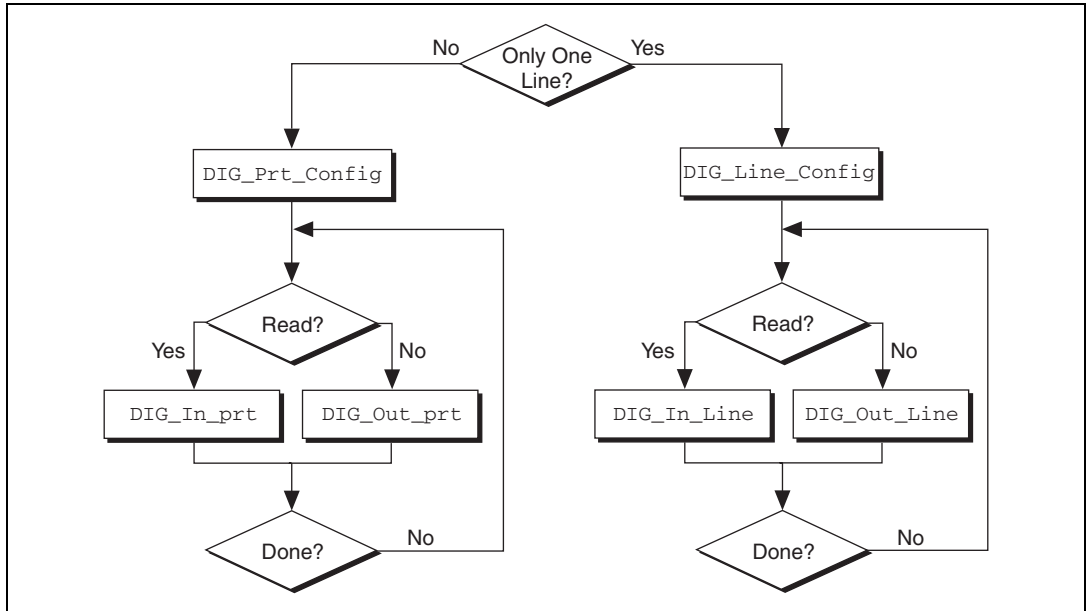 No
Only One
Line?
Yes
DIG_Prt_Config
DIG_Line_Config
Read?
Yes
No
DIG_In_prt
DIG_Out_prt
Read?
Yes
No
DIG_In_Line
DIG_Out_Line
Done?
No
Done?
No